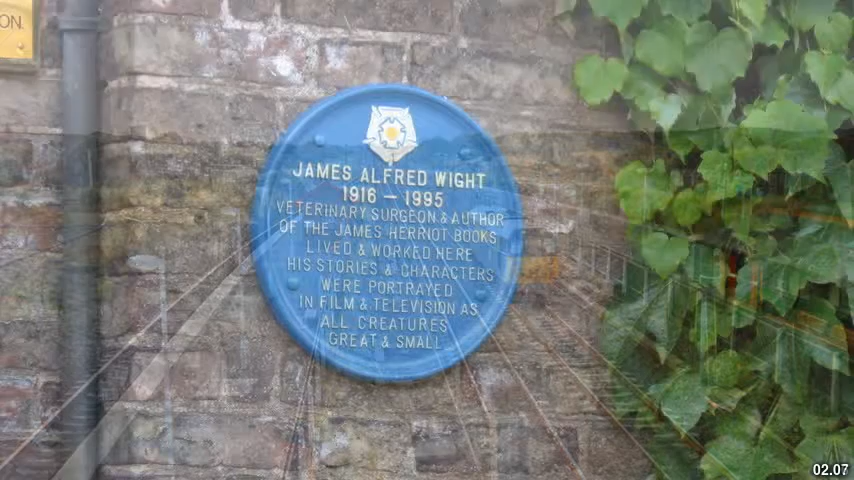 ON.
JAMES ALFRED WIGHT
1916 – 1995
VETERINARY SURGEON & AUTHOR
OF THE JAMES HERRIOT BOOKS
LIVED & WORKED HERE
HIS STORIES & CHARACTERS
WERE PORTRAYED
IN FILM & TELEVISION AS
ALL CREATURES
GREAT & SMALL
02.07